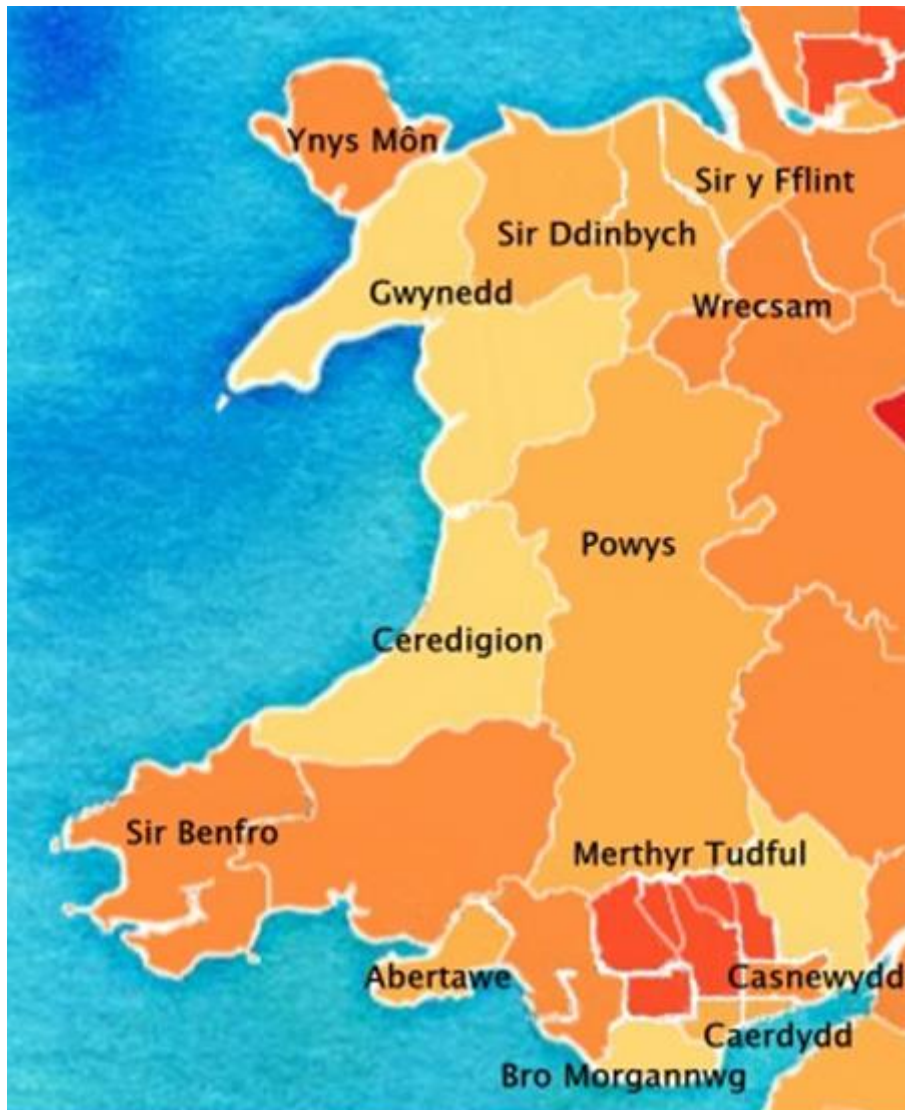 Ynys Môn
Sir y Fflint
Sir Ddinbych
Gwynedd
Wrecsam
Powys
Ceredigion
Sir Benfro
Merthyr Tudful
Abertawe
Casnewydd
Caerdydd
Bro Morgannwg